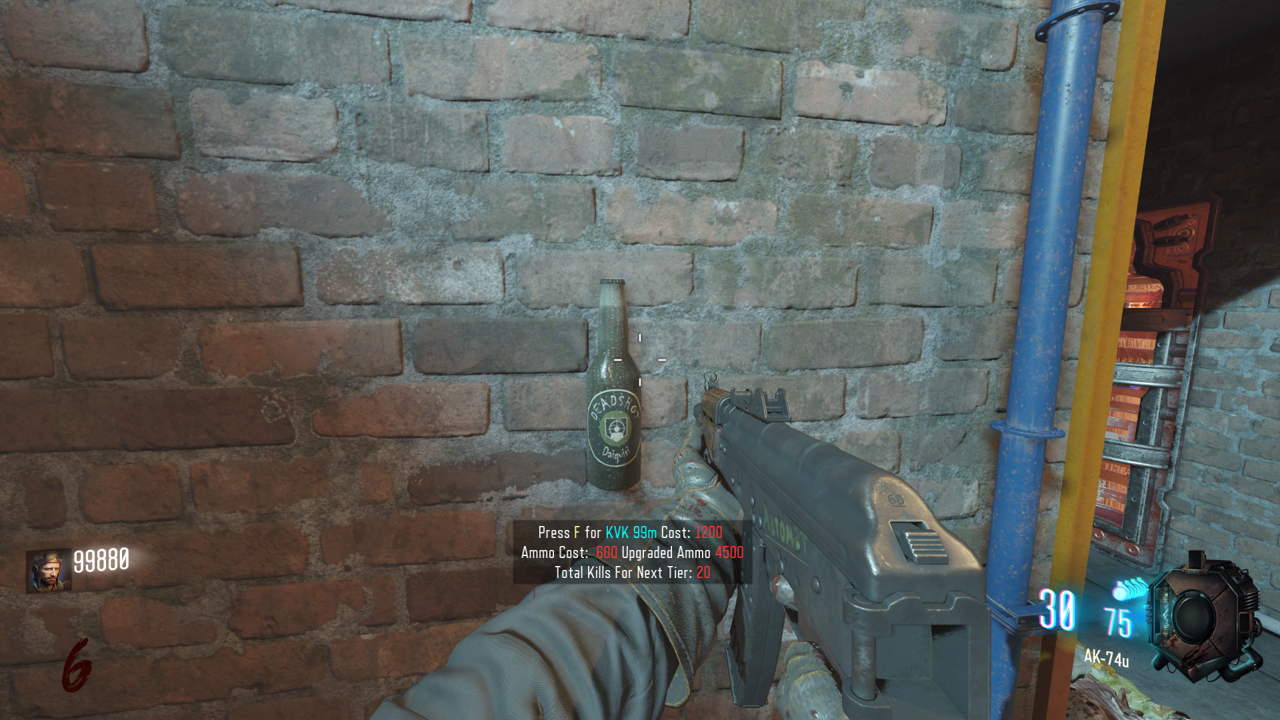 DEADSHOT
Daiquiri
Press F for KVK 99m Cost: 1200
Ammo Cost: 600 Upgraded Ammo 4500
Total Kills For Next Tier: 20
99880
6
30
75
AK-74u